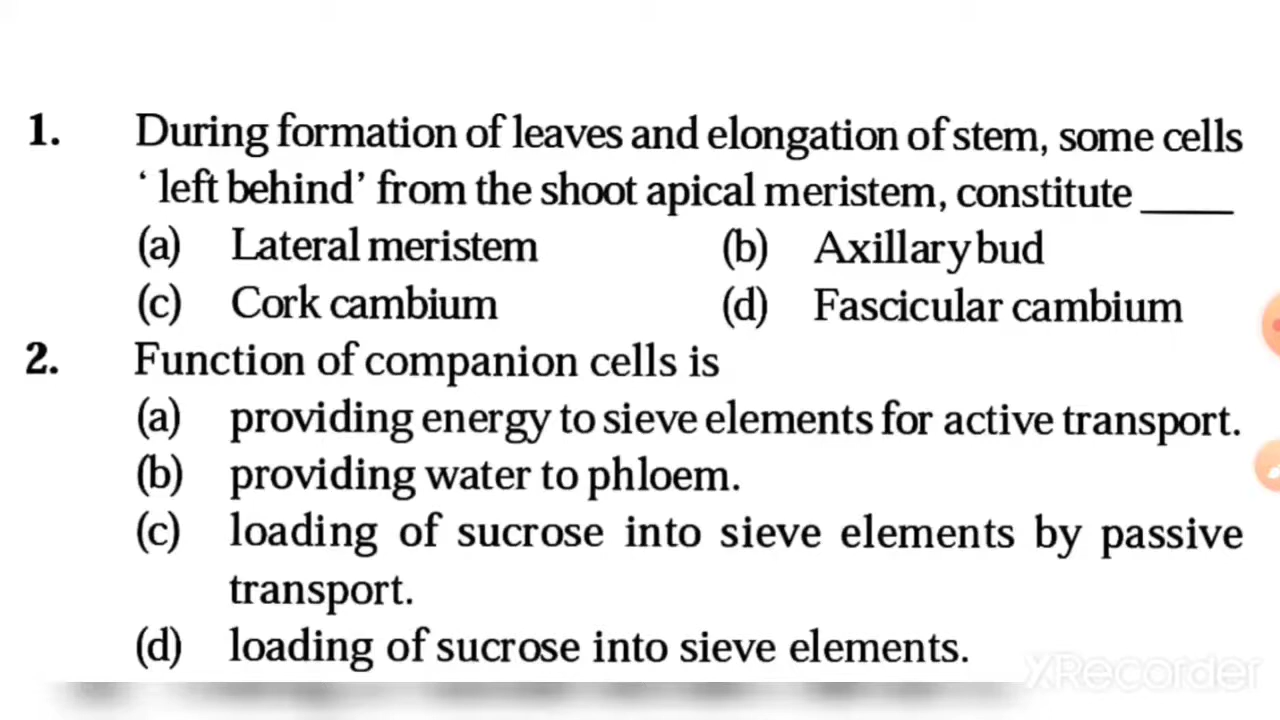 1. During formation of leaves and elongation of stem, some cells
‘ left behind’ from the shoot apical meristem, constitute _____
(a) Lateral meristem (b) Axillary bud
(c) Cork cambium (d) Fascicular cambium
2. Function of companion cells is
(a) providing energy to sieve elements for active transport.
(b) providing water to phloem.
(c) loading of sucrose into sieve elements by passive
transport.
(d) loading of sucrose into sieve elements.
XRecorder